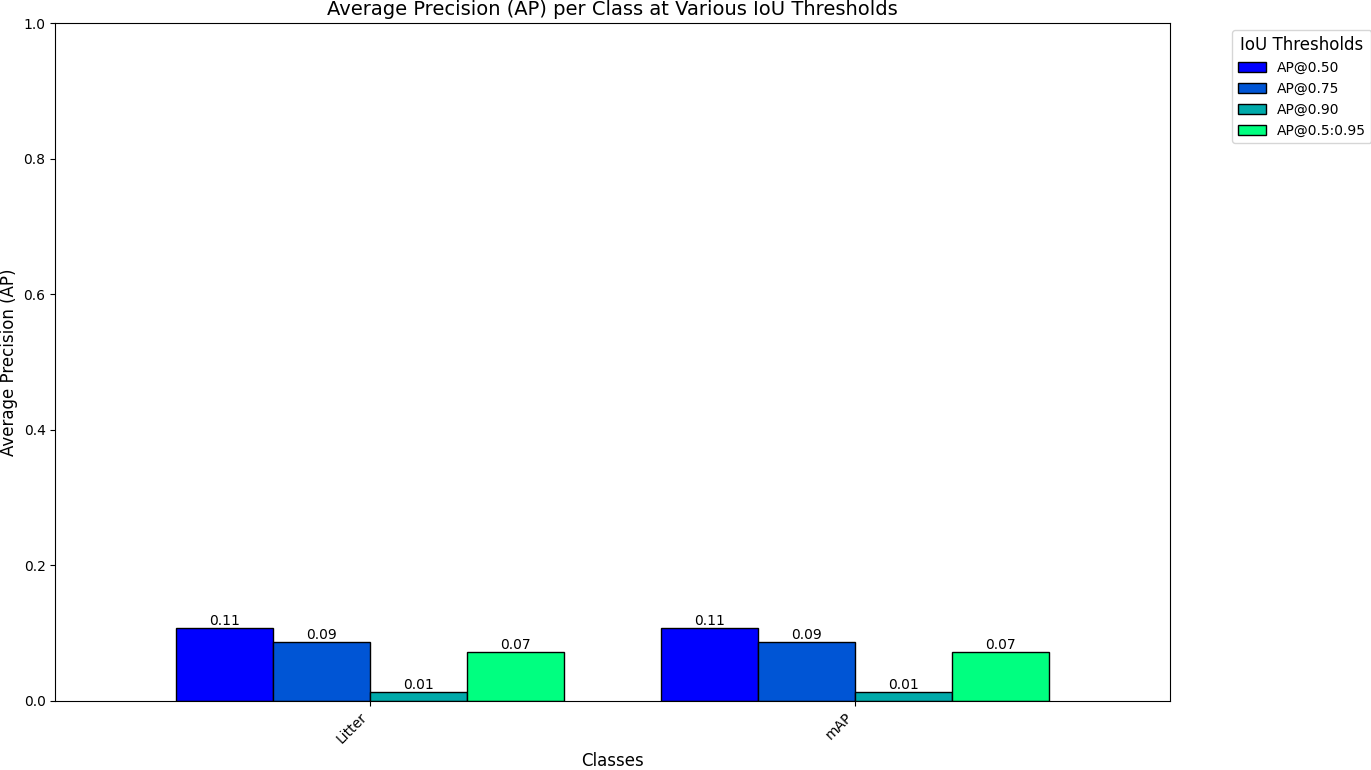 Average Precision (AP) per Class at Various IoU Thresholds
IoU Thresholds
AP@0.50
AP@0.75
AP@0.90
AP@0.5:0.95
Average Precision (AP)
1.0
0.8
0.6
0.4
0.2
0.0
0.11
0.09
0.01
0.07
0.11
0.09
0.01
0.07
Litter
mAP
Classes